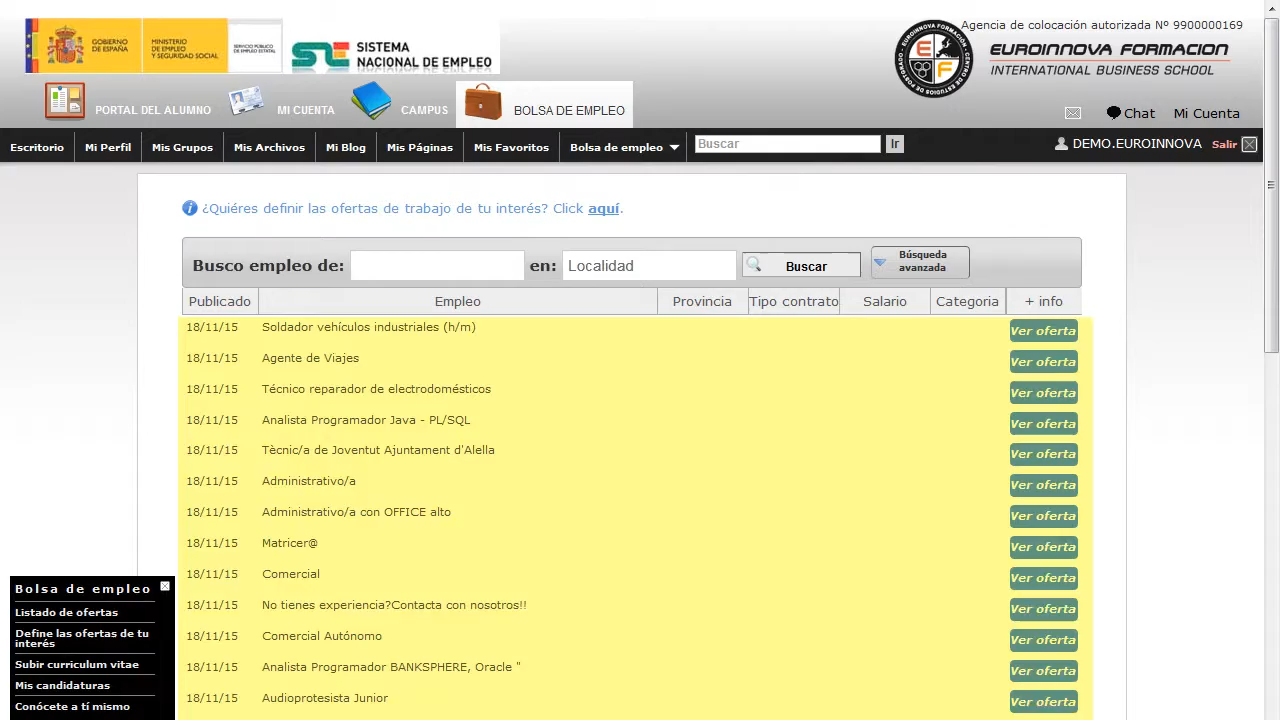 GOBIERNO DE ESPAÑA
MINISTERIO DE EMPLEO Y SEGURIDAD SOCIAL
SERVICIO PÚBLICO DE EMPLEO ESTATAL
SISTEMA NACIONAL DE EMPLEO
Agencia de colocación autorizada Nº 9900000169
EUROINNOVA FORMACION
INTERNATIONAL BUSINESS SCHOOL
PORTAL DEL ALUMNO MI CUENTA CAMPUS BOLSA DE EMPLEO
Chat Mi Cuenta
Escritorio Mi Perfil Mis Grupos Mis Archivos Mi Blog Mis Páginas Mis Favoritos Bolsa de empleo Buscar Ir DEMO.EUROINNOVA Salir
¿Quiéres definir las ofertas de trabajo de tu interés? Click aquí.
Busco empleo de: en: Localidad Buscar Búsqueda avanzada
Publicado Empleo Provincia Tipo contrato Salario Categoria + info
18/11/15 Soldador vehículos industriales (h/m) Ver oferta
18/11/15 Agente de Viajes Ver oferta
18/11/15 Técnico reparador de electrodomésticos Ver oferta
18/11/15 Analista Programador Java - PL/SQL Ver oferta
18/11/15 Tècnic/a de Joventut Ajuntament d'Alella Ver oferta
18/11/15 Administrativo/a Ver oferta
18/11/15 Administrativo/a con OFFICE alto Ver oferta
18/11/15 Matricer@ Ver oferta
18/11/15 Comercial Ver oferta
18/11/15 No tienes experiencia?Contacta con nosotros!! Ver oferta
18/11/15 Comercial Autónomo Ver oferta
18/11/15 Analista Programador BANKSPHERE, Oracle " Ver oferta
18/11/15 Audioprotesista Junior Ver oferta
Bolsa de empleo
Listado de ofertas
Define las ofertas de tu
interés
Subir curriculum vitae
Mis candidaturas
Conócete a tí mismo